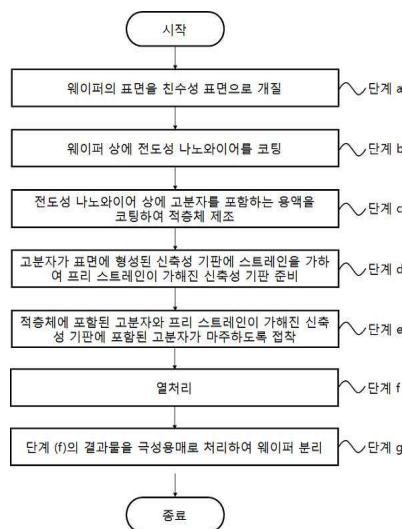 시작
웨이퍼의 표면을 친수성 표면으로 개질
단계 a
웨이퍼 상에 전도성 나노와이어를 코팅
단계 b
전도성 나노와이어 상에 고분자를 포함하는 용액을
코팅하여 적층체 제조
단계 c
고분자가 표면에 형성된 신축성 기판에 스트레인을 가하
여 프리 스트레인이 가해진 신축성 기판 준비
단계 d
적층체에 포함된 고분자와 프리 스트레인이 가해진 신축
성 기판에 포함된 고분자가 마주하도록 접착
단계 e
열처리
단계 f
단계 (f)의 결과물을 극성용매로 처리하여 웨이퍼 분리
단계 g
종료